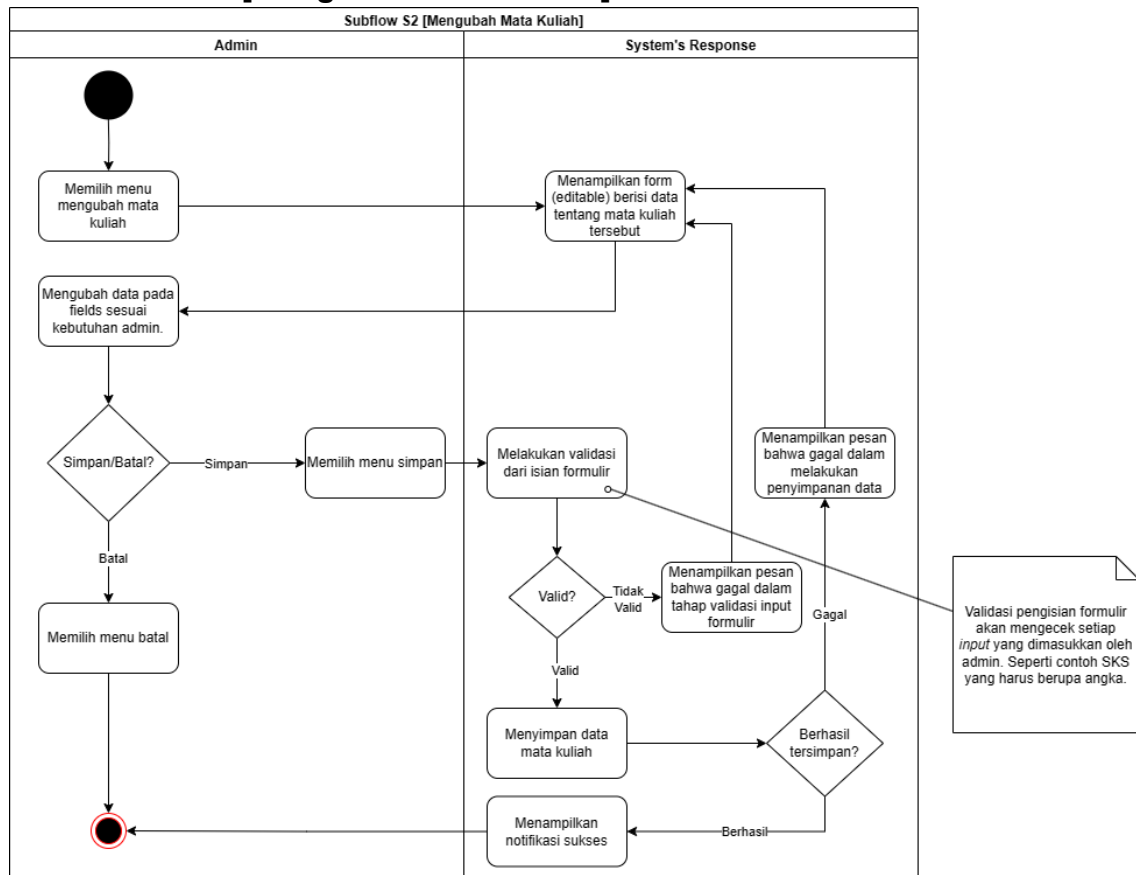 Subflow S2 [Mengubah Mata Kuliah]
Admin
System's Response
Memilih menu
mengubah mata
kuliah
Menampilkan form
(editable) berisi data
tentang mata kuliah
tersebut
Mengubah data pada
fields sesuai
kebutuhan admin.
Simpan/Batal?
Simpan
Memilih menu simpan
Melakukan validasi
dari isian formulir
Menampilkan pesan
bahwa gagal dalam
melakukan
penyimpanan data
Batal
Valid?
Tidak
Valid
Menampilkan pesan
bahwa gagal dalam
tahap validasi input
formulir
Gagal
Validasi pengisian formulir
akan mengecek setiap
input yang dimasukkan oleh
admin. Seperti contoh SKS
yang harus berupa angka.
Memilih menu batal
Valid
Menyimpan data
mata kuliah
Berhasil
tersimpan?
Menampilkan
notifikasi sukses
Berhasil